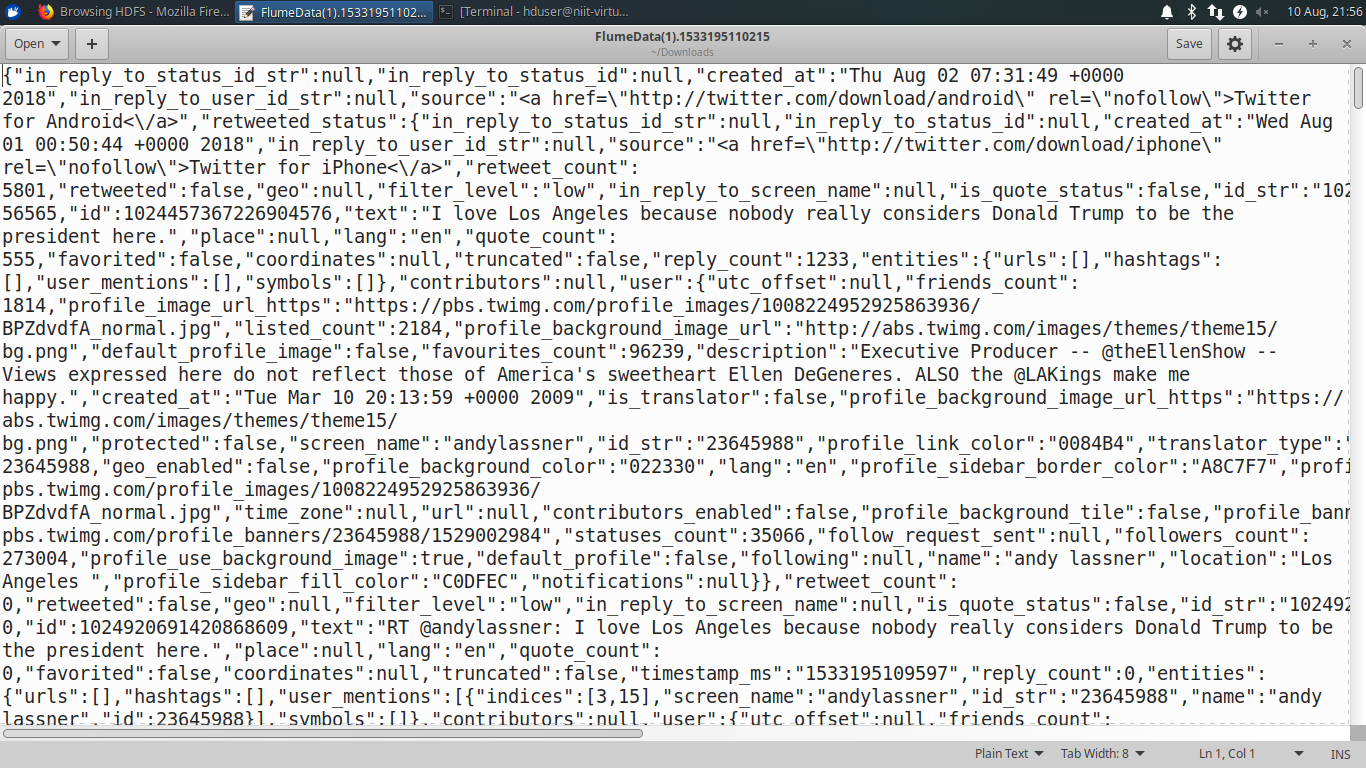 Browsing HDFS - Mozilla Fire...
FlumeData(1).15331951102...
[Terminal - hduser@niit-virtu...
10 Aug, 21:56
Open
FlumeData(1).1533195110215
~/Downloads
Save
{"in_reply_to_status_id_str":null,"in_reply_to_status_id":null,"created_at":"Thu Aug 02 07:31:49 +0000
2018","in_reply_to_user_id_str":null,"source":"<a href=\"http://twitter.com/download/android\" rel=\"nofollow\">Twitter
for Android<\/a>","retweeted_status":{"in_reply_to_status_id_str":null,"in_reply_to_status_id":null,"created_at":"Wed Aug
01 00:50:44 +0000 2018","in_reply_to_user_id_str":null,"source":"<a href=\"http://twitter.com/download/iphone\"
rel=\"nofollow\">Twitter for iPhone<\/a>","retweet_count":
5801,"retweeted":false,"geo":null,"filter_level":"low","in_reply_to_screen_name":null,"is_quote_status":false,"id_str":"102
56565,"id":1024457367226904576,"text":"I love Los Angeles because nobody really considers Donald Trump to be the
president here.","place":null,"lang":"en","quote_count":
555,"favorited":false,"coordinates":null,"truncated":false,"reply_count":1233,"entities":{"urls":[],"hashtags":
[],"user_mentions":[],"symbols":[]},"contributors":null,"user":{"utc_offset":null,"friends_count":
1814,"profile_image_url_https":"https://pbs.twimg.com/profile_images/1008224952925863936/
BPZdvdfA_normal.jpg","listed_count":2184,"profile_background_image_url":"http://abs.twimg.com/images/themes/theme15/
bg.png","default_profile_image":false,"favourites_count":96239,"description":"Executive Producer -- @theEllenShow --
Views expressed here do not reflect those of America's sweetheart Ellen DeGeneres. ALSO the @LAKings make me
happy.","created_at":"Tue Mar 10 20:13:59 +0000 2009","is_translator":false,"profile_background_image_url_https":"https://
abs.twimg.com/images/themes/theme15/
bg.png","protected":false,"screen_name":"andylassner","id_str":"23645988","profile_link_color":"0084B4","translator_type":"
23645988,"geo_enabled":false,"profile_background_color":"022330","lang":"en","profile_sidebar_border_color":"A8C7F7","profi
pbs.twimg.com/profile_images/1008224952925863936/
BPZdvdfA_normal.jpg","time_zone":null,"url":null,"contributors_enabled":false,"profile_background_tile":false,"profile_bann
pbs.twimg.com/profile_banners/23645988/1529002984","statuses_count":35066,"follow_request_sent":null,"followers_count":
273004,"profile_use_background_image":true,"default_profile":false,"following":null,"name":"andy lassner","location":"Los
Angeles ","profile_sidebar_fill_color":"C0DFEC","notifications":null}},"retweet_count":
0,"retweeted":false,"geo":null,"filter_level":"low","in_reply_to_screen_name":null,"is_quote_status":false,"id_str":"102492
0,"id":1024920691420868609,"text":"RT @andylassner: I love Los Angeles because nobody really considers Donald Trump to be
the president here.","place":null,"lang":"en","quote_count":
0,"favorited":false,"coordinates":null,"truncated":false,"timestamp_ms":"1533195109597","reply_count":0,"entities":
{"urls":[],"hashtags":[],"user_mentions":[{"indices":[3,15],"screen_name":"andylassner","id_str":"23645988","name":"andy
lassner","id":23645988}],"symbols":[]},"contributors":null,"user":{"utc_offset":null,"friends_count":
Plain Text
Tab Width: 8
Ln 1, Col 1
INS